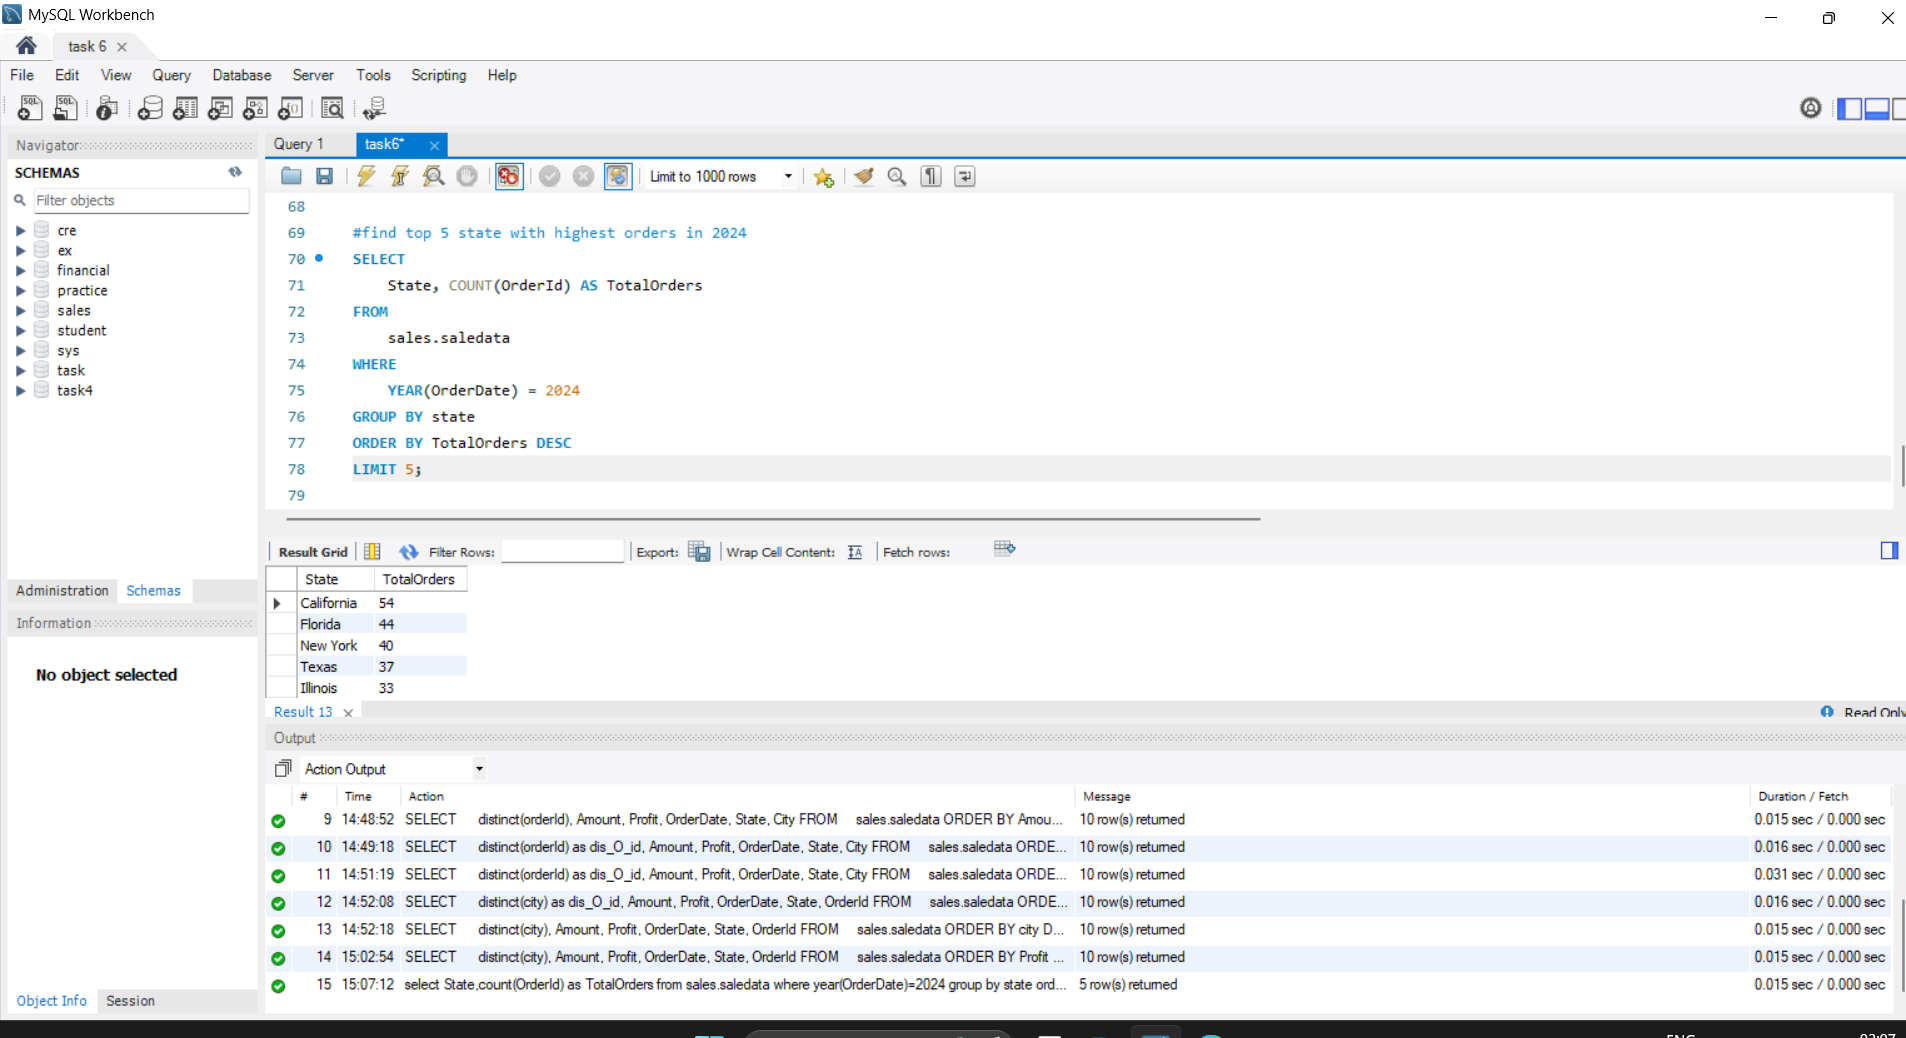 MySQL Workbench
task 6
File Edit View Query Database Server Tools Scripting Help
Navigator
SCHEMAS
Filter objects
cre
ex
financial
practice
sales
student
sys
task
task4
Administration Schemas
Information
No object selected
Object Info Session
Query 1 task6*
Limit to 1000 rows
68
69 #find top 5 state with highest orders in 2024
70 SELECT
71 State, COUNT(OrderId) AS TotalOrders
72 FROM
73 sales.saledata
74 WHERE
75 YEAR(OrderDate) = 2024
76 GROUP BY state
77 ORDER BY TotalOrders DESC
78 LIMIT 5;
79
Result Grid Filter Rows: Export: Wrap Cell Content: Fetch rows:
State TotalOrders
California 54
Florida 44
New York 40
Texas 37
Illinois 33
Result 13 Read Only
Output
Action Output
# Time Action Message Duration / Fetch
9 14:48:52 SELECT distinct(orderId), Amount, Profit, OrderDate, State, City FROM sales.saledata ORDER BY Amou... 10 row(s) returned 0.015 sec / 0.000 sec
10 14:49:18 SELECT distinct(orderId) as dis_O_id, Amount, Profit, OrderDate, State, City FROM sales.saledata ORDE... 10 row(s) returned 0.016 sec / 0.000 sec
11 14:51:19 SELECT distinct(orderId) as dis_O_id, Amount, Profit, OrderDate, State, City FROM sales.saledata ORDE... 10 row(s) returned 0.031 sec / 0.000 sec
12 14:52:08 SELECT distinct(city) as dis_O_id, Amount, Profit, OrderDate, State, OrderId FROM sales.saledata ORDE... 10 row(s) returned 0.016 sec / 0.000 sec
13 14:52:18 SELECT distinct(city), Amount, Profit, OrderDate, State, OrderId FROM sales.saledata ORDER BY city D... 10 row(s) returned 0.015 sec / 0.000 sec
14 15:02:54 SELECT distinct(city), Amount, Profit, OrderDate, State, OrderId FROM sales.saledata ORDER BY Profit ... 10 row(s) returned 0.015 sec / 0.000 sec
15 15:07:12 select State,count(OrderId) as TotalOrders from sales.saledata where year(OrderDate)=2024 group by state ord... 5 row(s) returned 0.015 sec / 0.000 sec